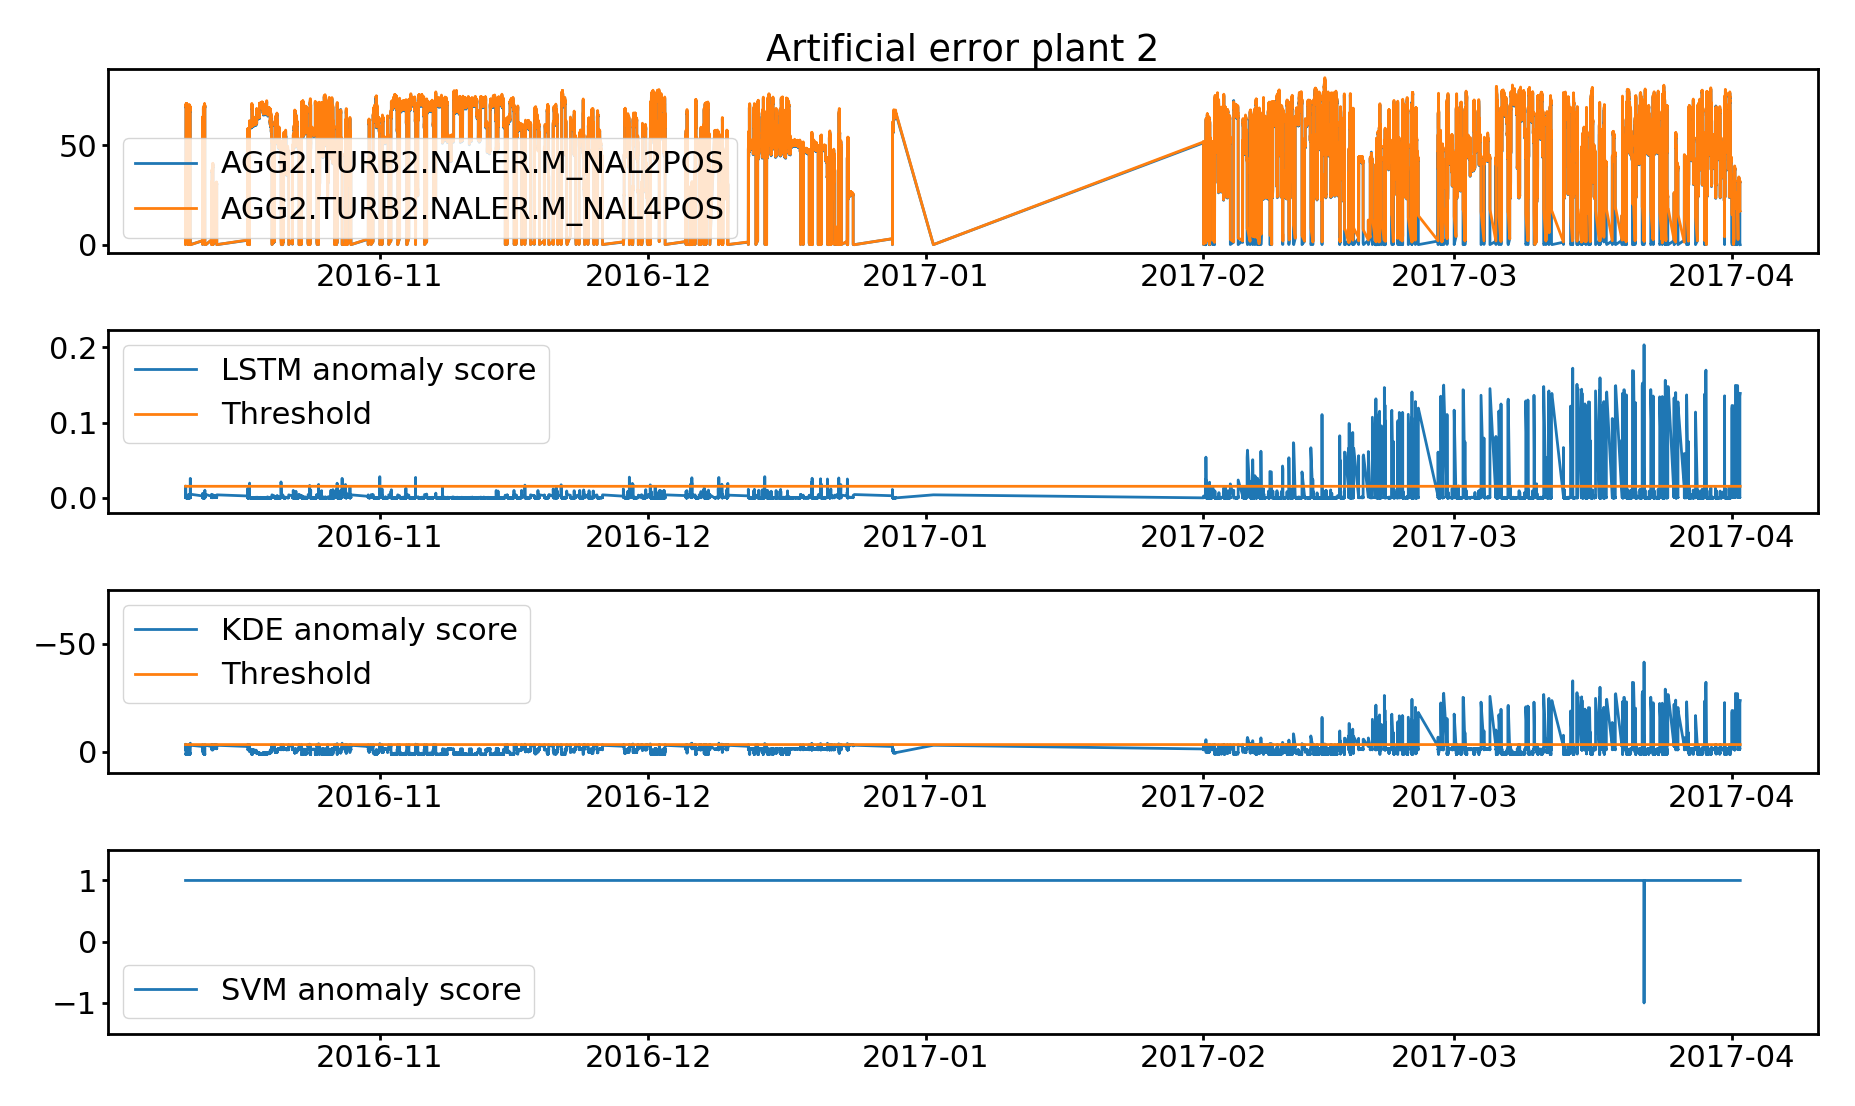 Artificial error plant 2
50
0
AGG2.TURB2.NALER.M_NAL2POS
AGG2.TURB2.NALER.M_NAL4POS
2016-11 2016-12 2017-01 2017-02 2017-03 2017-04
0.2
0.1
0.0
LSTM anomaly score
Threshold
2016-11 2016-12 2017-01 2017-02 2017-03 2017-04
−50
0
KDE anomaly score
Threshold
2016-11 2016-12 2017-01 2017-02 2017-03 2017-04
1
0
−1
SVM anomaly score
2016-11 2016-12 2017-01 2017-02 2017-03 2017-04